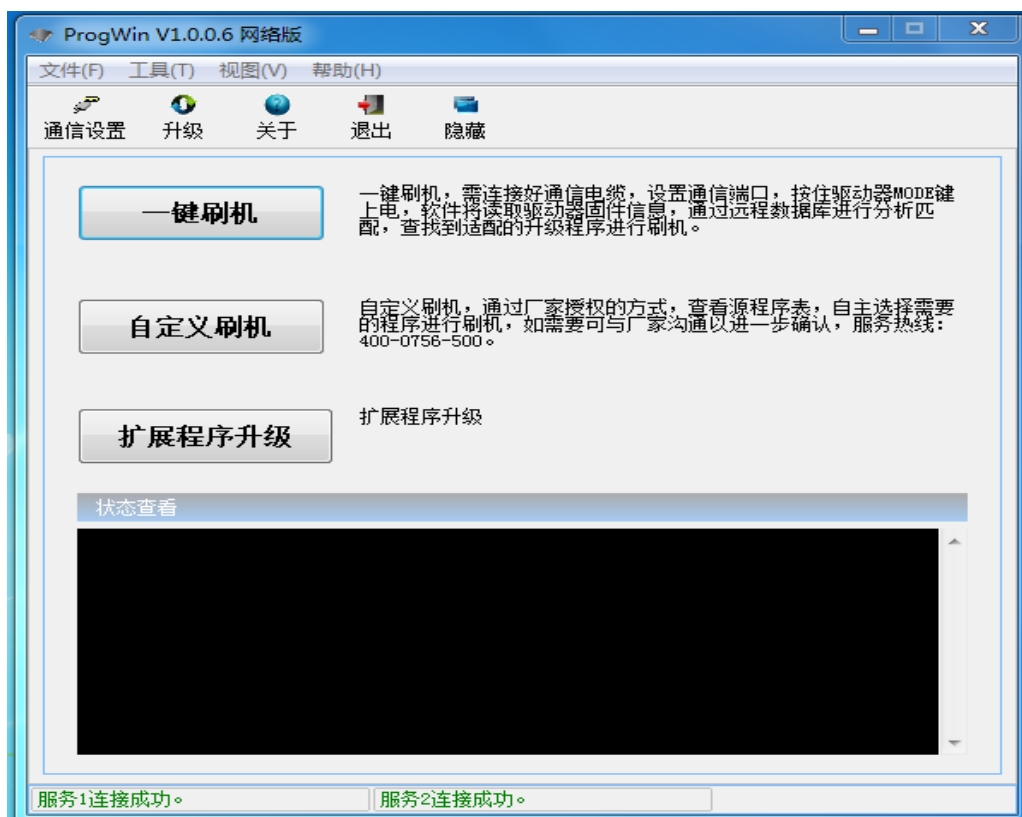 ProgWin V1.0.0.6 网络版
文件(F) 工具(T) 视图(V) 帮助(H)
通信设置 升级 关于 退出 隐藏
一键刷机
一键刷机，需连接好通信电缆，设置通信端口，按住驱动器MODE键
上电，软件将读取驱动器固件信息，通过远程数据库进行分析匹
配，查找到适配的升级程序进行刷机。
自定义刷机
自定义刷机，通过厂家授权的方式，查看源程序表，自主选择需要
的程序进行刷机，如需要可与厂家沟通以进一步确认，服务热线：
400-0756-500。
扩展程序升级
扩展程序升级
状态查看
服务1连接成功。 服务2连接成功。